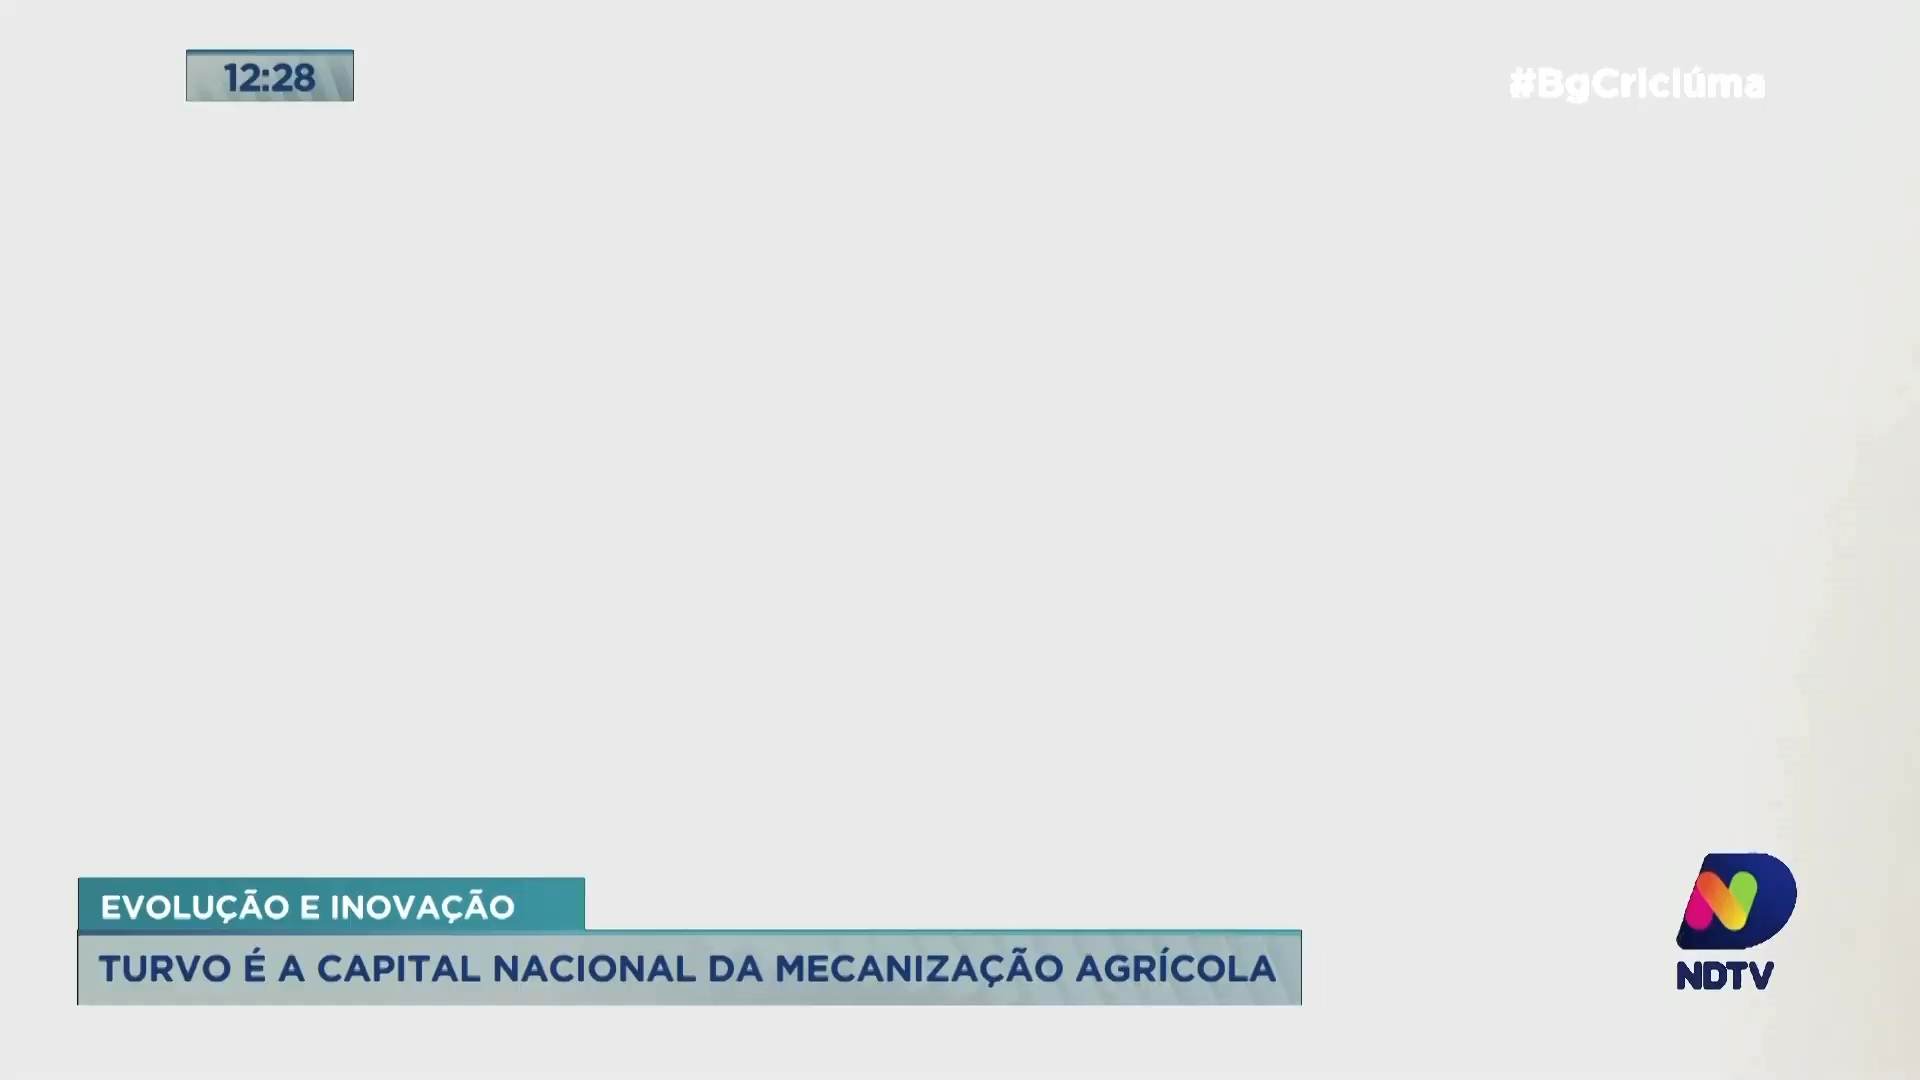 12:28
#BgCriciúma
EVOLUÇÃO E INOVAÇÃO
TURVO É A CAPITAL NACIONAL DA MECANIZAÇÃO AGRÍCOLA
NDTV